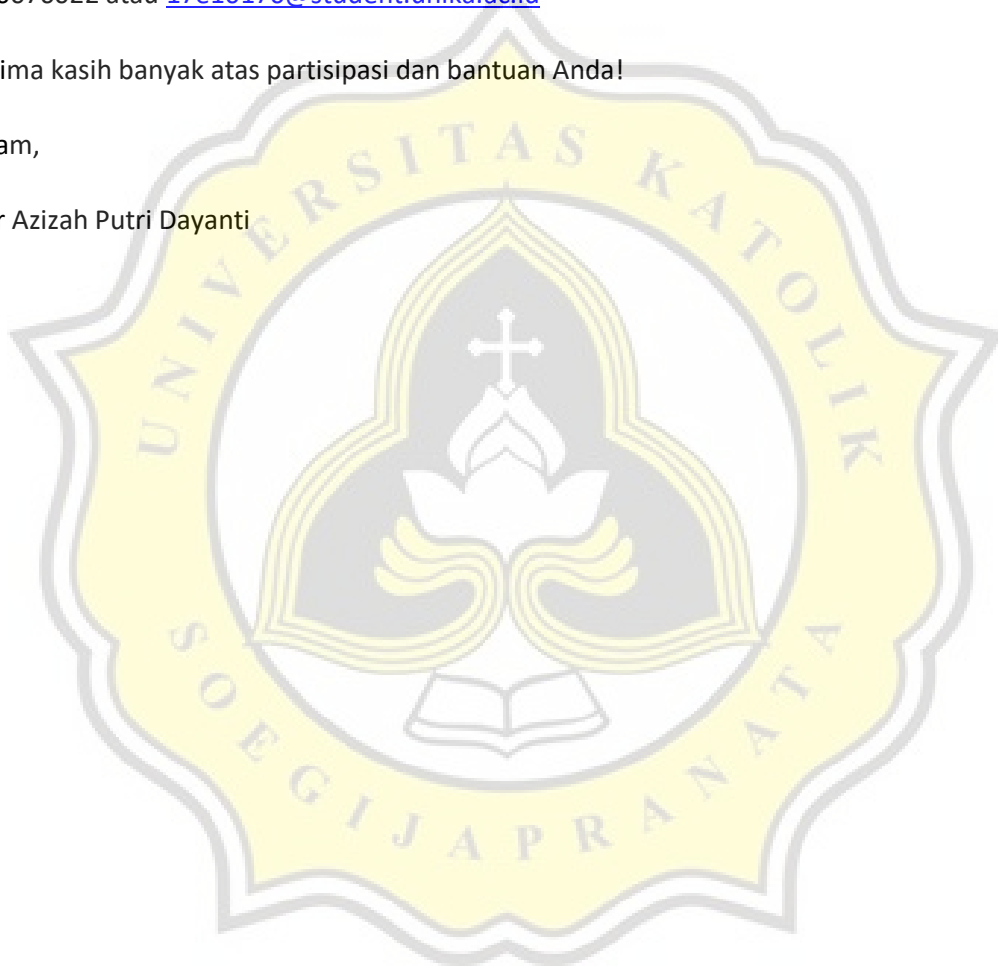 ima kasih banyak atas partisipasi dan bantuan Anda!
am,
r Azizah Putri Dayanti
UNIVERSITAS KATOLIK
SOEGIJAPRANATA